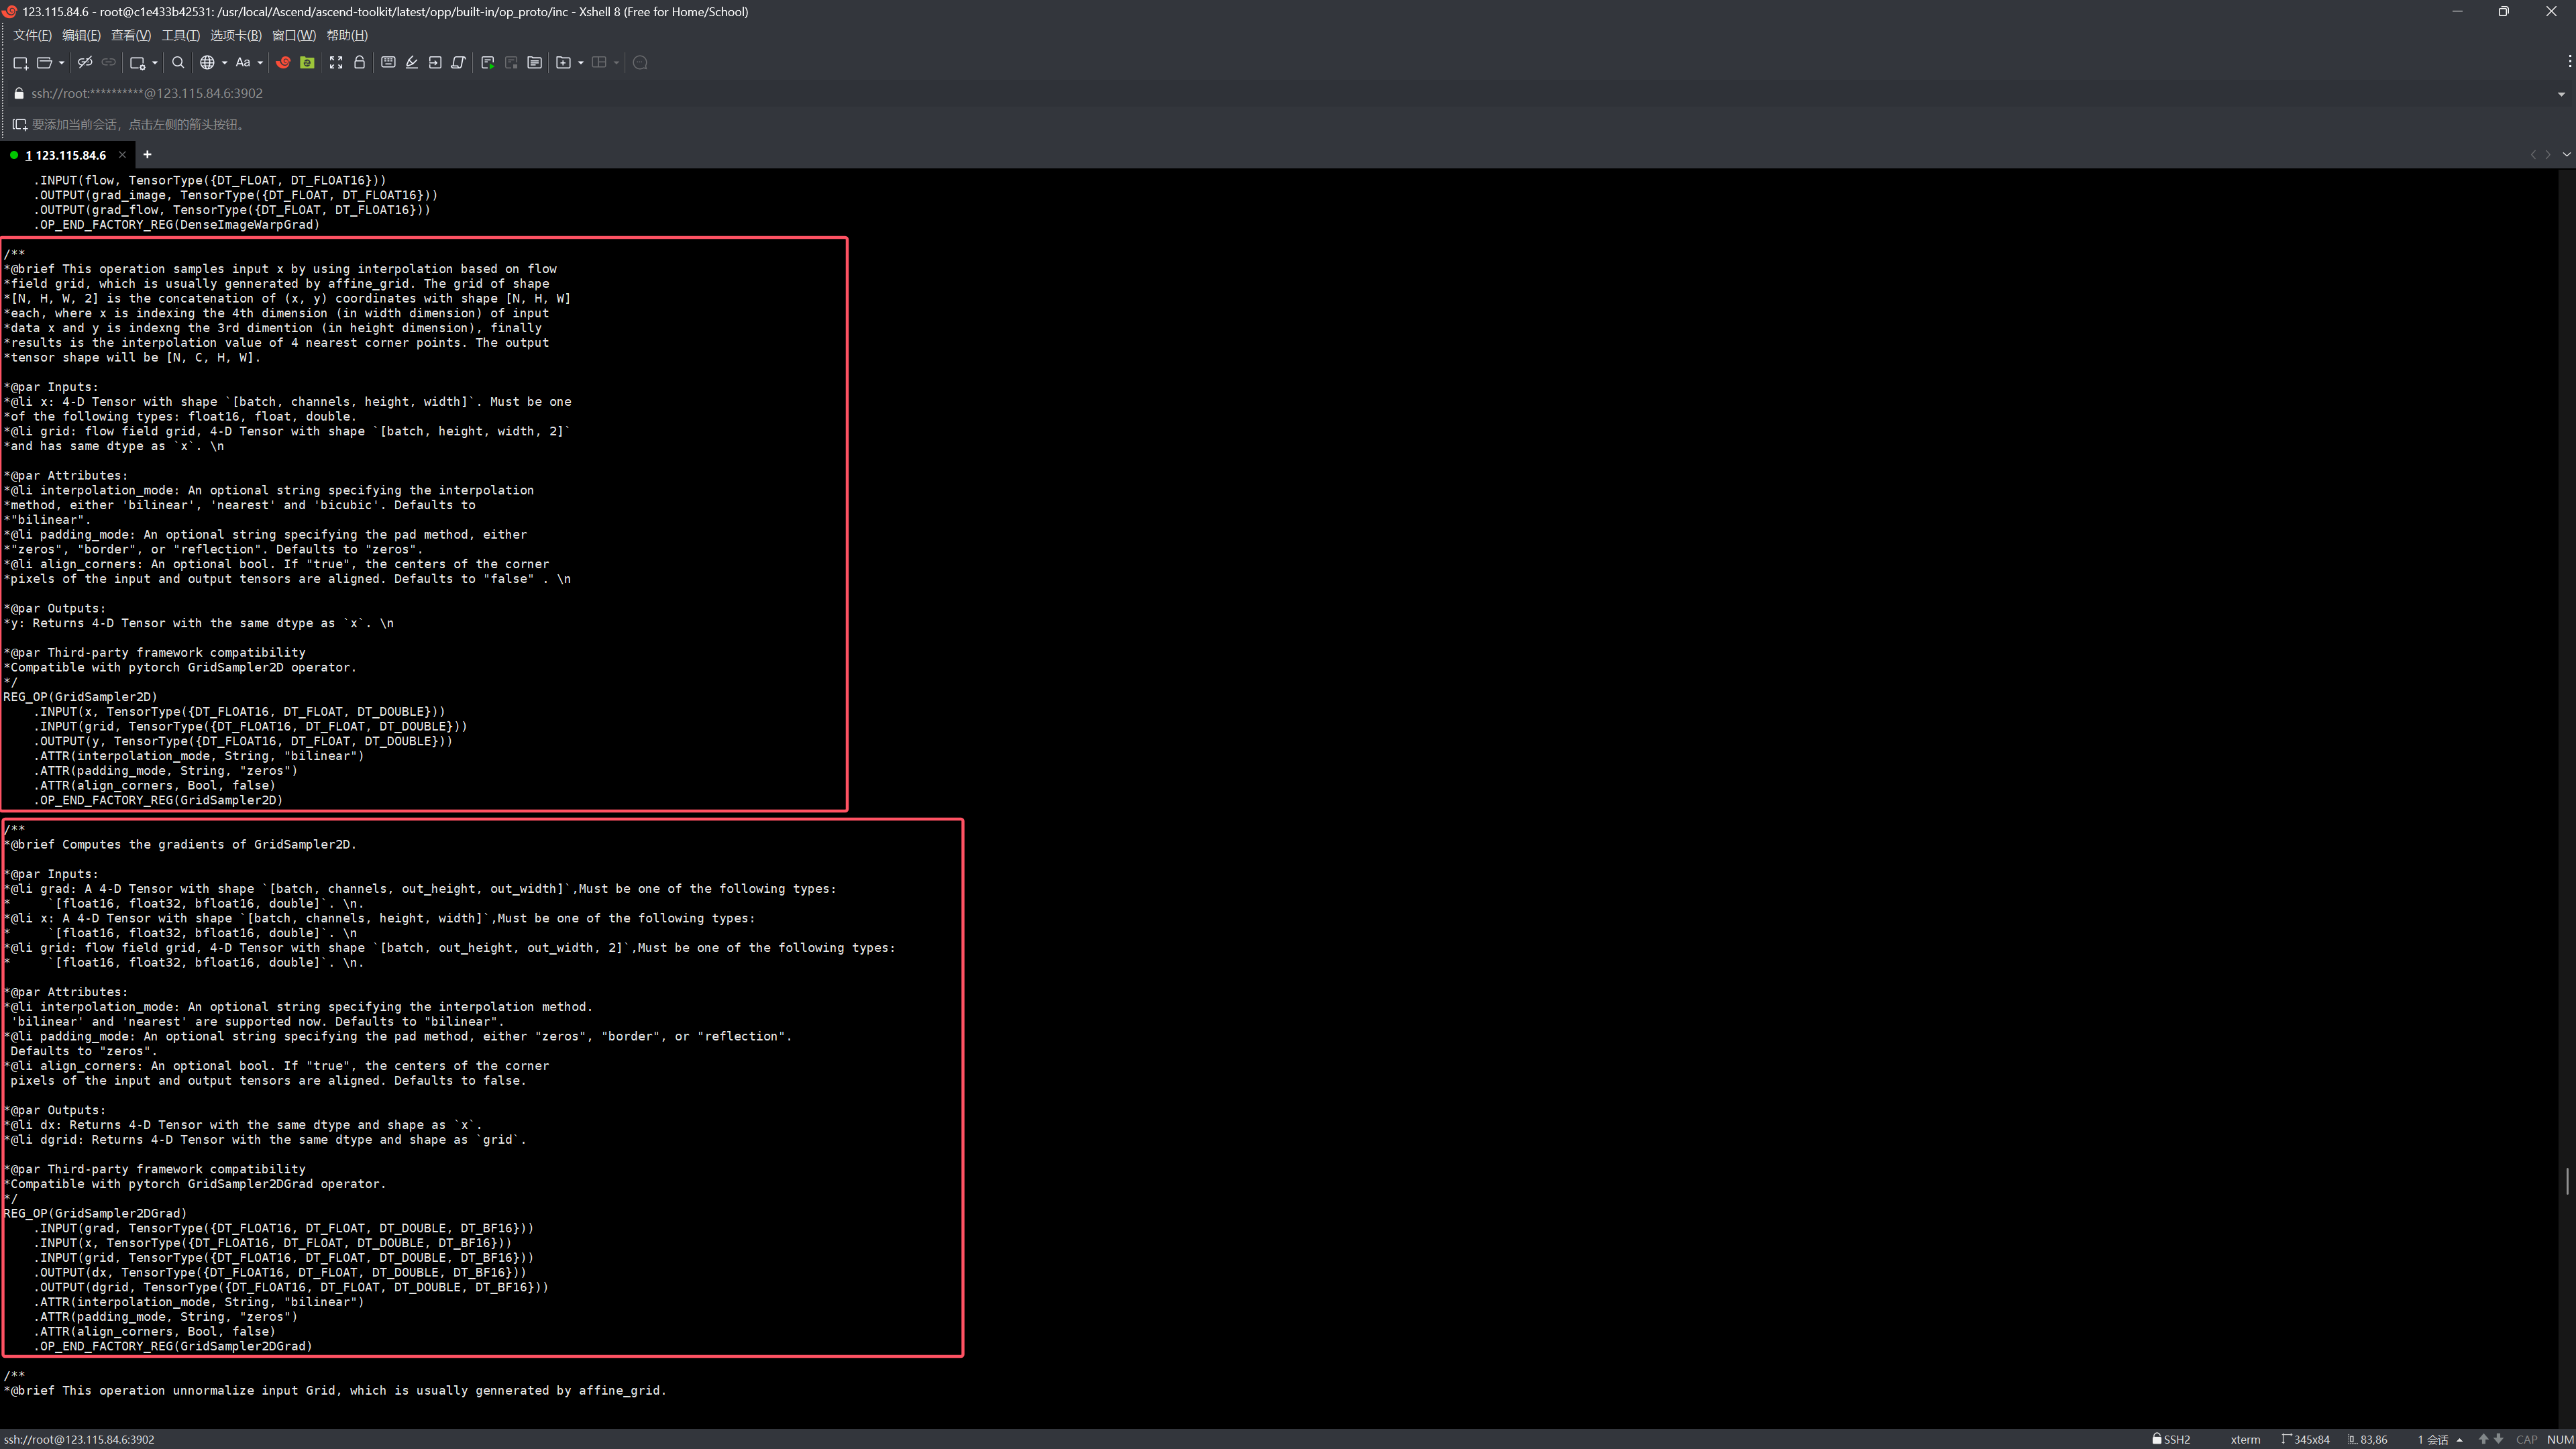 123.115.84.6 - root@c1e433b42531: /usr/local/Ascend/ascend-toolkit/latest/opp/built-in/op_proto/inc - Xshell 8 (Free for Home/School)
文件(F) 编辑(E) 查看(V) 工具(T) 选项卡(B) 窗口(W) 帮助(H)
Aa
ssh://root:**********@123.115.84.6:3902
要添加当前会话，点击左侧的箭头按钮。
1 123.115.84.6 × +
    .INPUT(flow, TensorType({DT_FLOAT, DT_FLOAT16}))
    .OUTPUT(grad_image, TensorType({DT_FLOAT, DT_FLOAT16}))
    .OUTPUT(grad_flow, TensorType({DT_FLOAT, DT_FLOAT16}))
    .OP_END_FACTORY_REG(DenseImageWarpGrad)
/**
*@brief This operation samples input x by using interpolation based on flow
*field grid, which is usually gennerated by affine_grid. The grid of shape
*[N, H, W, 2] is the concatenation of (x, y) coordinates with shape [N, H, W]
*each, where x is indexing the 4th dimension (in width dimension) of input
*data x and y is indexng the 3rd dimention (in height dimension), finally
*results is the interpolation value of 4 nearest corner points. The output
*tensor shape will be [N, C, H, W].
*@par Inputs:
*@li x: 4-D Tensor with shape `[batch, channels, height, width]`. Must be one
*of the following types: float16, float, double.
*@li grid: flow field grid, 4-D Tensor with shape `[batch, height, width, 2]`
*and has same dtype as `x`. \n
*@par Attributes:
*@li interpolation_mode: An optional string specifying the interpolation
*method, either 'bilinear', 'nearest' and 'bicubic'. Defaults to
*"bilinear".
*@li padding_mode: An optional string specifying the pad method, either
*"zeros", "border", or "reflection". Defaults to "zeros".
*@li align_corners: An optional bool. If "true", the centers of the corner
*pixels of the input and output tensors are aligned. Defaults to "false" . \n
*@par Outputs:
*y: Returns 4-D Tensor with the same dtype as `x`. \n
*@par Third-party framework compatibility
*Compatible with pytorch GridSampler2D operator.
*/
REG_OP(GridSampler2D)
    .INPUT(x, TensorType({DT_FLOAT16, DT_FLOAT, DT_DOUBLE}))
    .INPUT(grid, TensorType({DT_FLOAT16, DT_FLOAT, DT_DOUBLE}))
    .OUTPUT(y, TensorType({DT_FLOAT16, DT_FLOAT, DT_DOUBLE}))
    .ATTR(interpolation_mode, String, "bilinear")
    .ATTR(padding_mode, String, "zeros")
    .ATTR(align_corners, Bool, false)
    .OP_END_FACTORY_REG(GridSampler2D)
/**
*@brief Computes the gradients of GridSampler2D.
*@par Inputs:
*@li grad: A 4-D Tensor with shape `[batch, channels, out_height, out_width]`,Must be one of the following types:
*     `[float16, float32, bfloat16, double]`. \n.
*@li x: A 4-D Tensor with shape `[batch, channels, height, width]`,Must be one of the following types:
*     `[float16, float32, bfloat16, double]`. \n
*@li grid: flow field grid, 4-D Tensor with shape `[batch, out_height, out_width, 2]`,Must be one of the following types:
*     `[float16, float32, bfloat16, double]`. \n.
*@par Attributes:
*@li interpolation_mode: An optional string specifying the interpolation method.
 'bilinear' and 'nearest' are supported now. Defaults to "bilinear".
*@li padding_mode: An optional string specifying the pad method, either "zeros", "border", or "reflection".
 Defaults to "zeros".
*@li align_corners: An optional bool. If "true", the centers of the corner
 pixels of the input and output tensors are aligned. Defaults to false.
*@par Outputs:
*@li dx: Returns 4-D Tensor with the same dtype and shape as `x`.
*@li dgrid: Returns 4-D Tensor with the same dtype and shape as `grid`.
*@par Third-party framework compatibility
*Compatible with pytorch GridSampler2DGrad operator.
*/
REG_OP(GridSampler2DGrad)
    .INPUT(grad, TensorType({DT_FLOAT16, DT_FLOAT, DT_DOUBLE, DT_BF16}))
    .INPUT(x, TensorType({DT_FLOAT16, DT_FLOAT, DT_DOUBLE, DT_BF16}))
    .INPUT(grid, TensorType({DT_FLOAT16, DT_FLOAT, DT_DOUBLE, DT_BF16}))
    .OUTPUT(dx, TensorType({DT_FLOAT16, DT_FLOAT, DT_DOUBLE, DT_BF16}))
    .OUTPUT(dgrid, TensorType({DT_FLOAT16, DT_FLOAT, DT_DOUBLE, DT_BF16}))
    .ATTR(interpolation_mode, String, "bilinear")
    .ATTR(padding_mode, String, "zeros")
    .ATTR(align_corners, Bool, false)
    .OP_END_FACTORY_REG(GridSampler2DGrad)
/**
*@brief This operation unnormalize input Grid, which is usually gennerated by affine_grid.
ssh://root@123.115.84.6:3902 SSH2 xterm 345x84 83,86 1 会话 CAP NUM